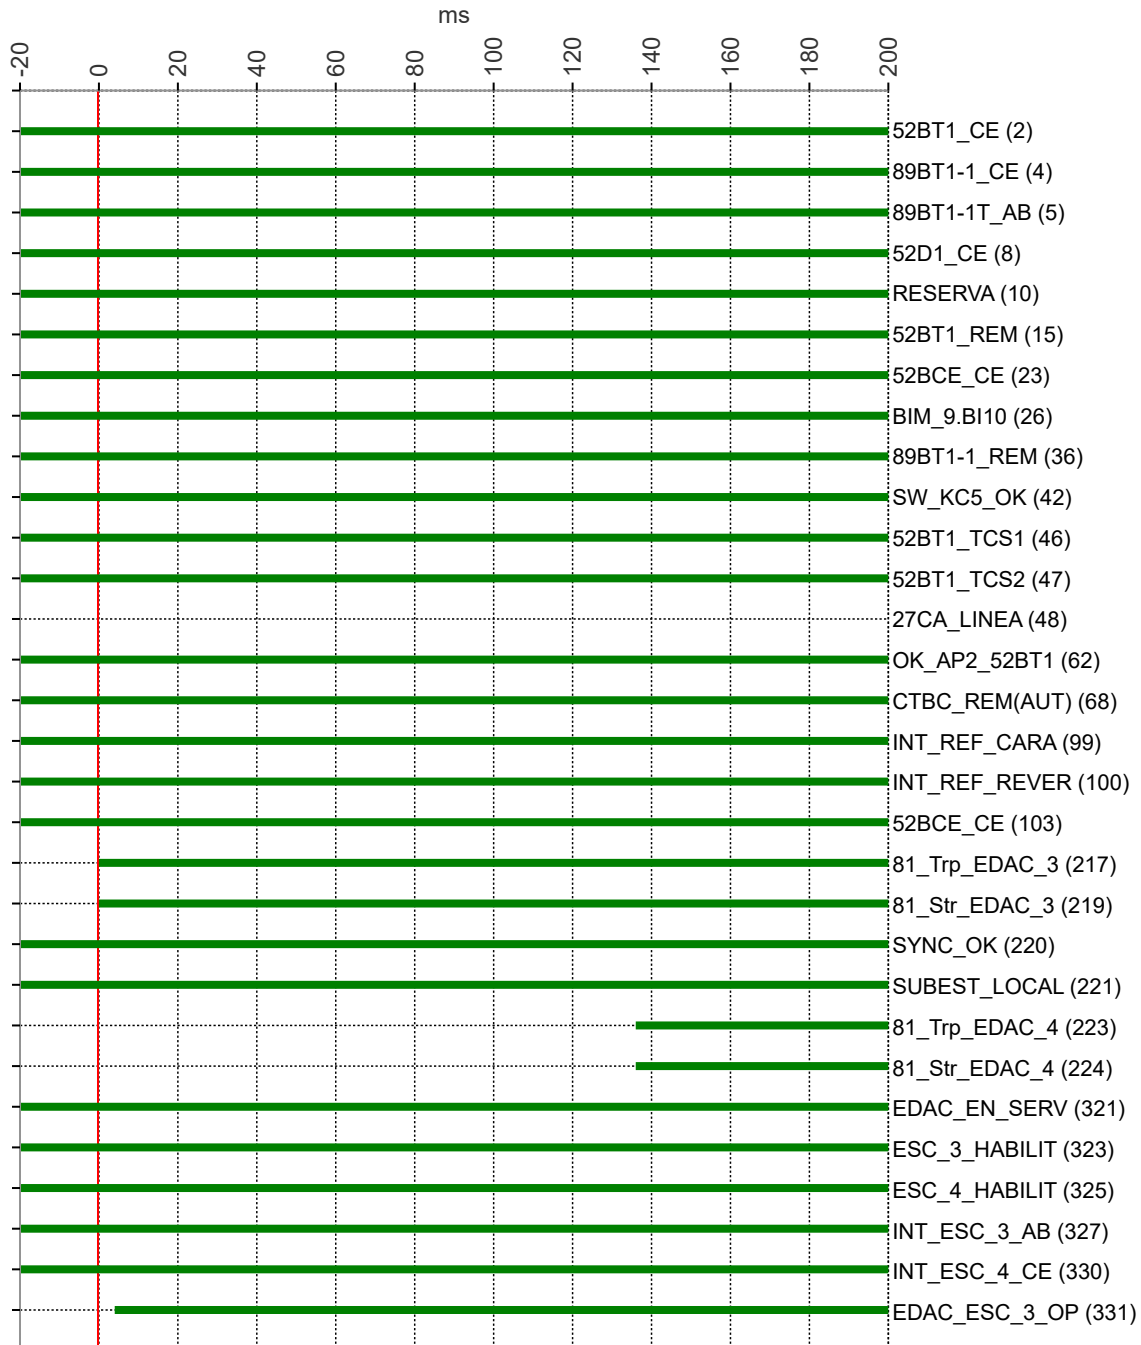 ms
-20 0 20 40 60 80 100 120 140 160 180 200
52BT1_CE (2)
89BT1-1_CE (4)
89BT1-1T_AB (5)
52D1_CE (8)
RESERVA (10)
52BT1_REM (15)
52BCE_CE (23)
BIM_9.BI10 (26)
89BT1-1_REM (36)
SW_KC5_OK (42)
52BT1_TCS1 (46)
52BT1_TCS2 (47)
27CA_LINEA (48)
OK_AP2_52BT1 (62)
CTBC_REM(AUT) (68)
INT_REF_CARA (99)
INT_REF_REVER (100)
52BCE_CE (103)
81_Trp_EDAC_3 (217)
81_Str_EDAC_3 (219)
SYNC_OK (220)
SUBEST_LOCAL (221)
81_Trp_EDAC_4 (223)
81_Str_EDAC_4 (224)
EDAC_EN_SERV (321)
ESC_3_HABILIT (323)
ESC_4_HABILIT (325)
INT_ESC_3_AB (327)
INT_ESC_4_CE (330)
EDAC_ESC_3_OP (331)